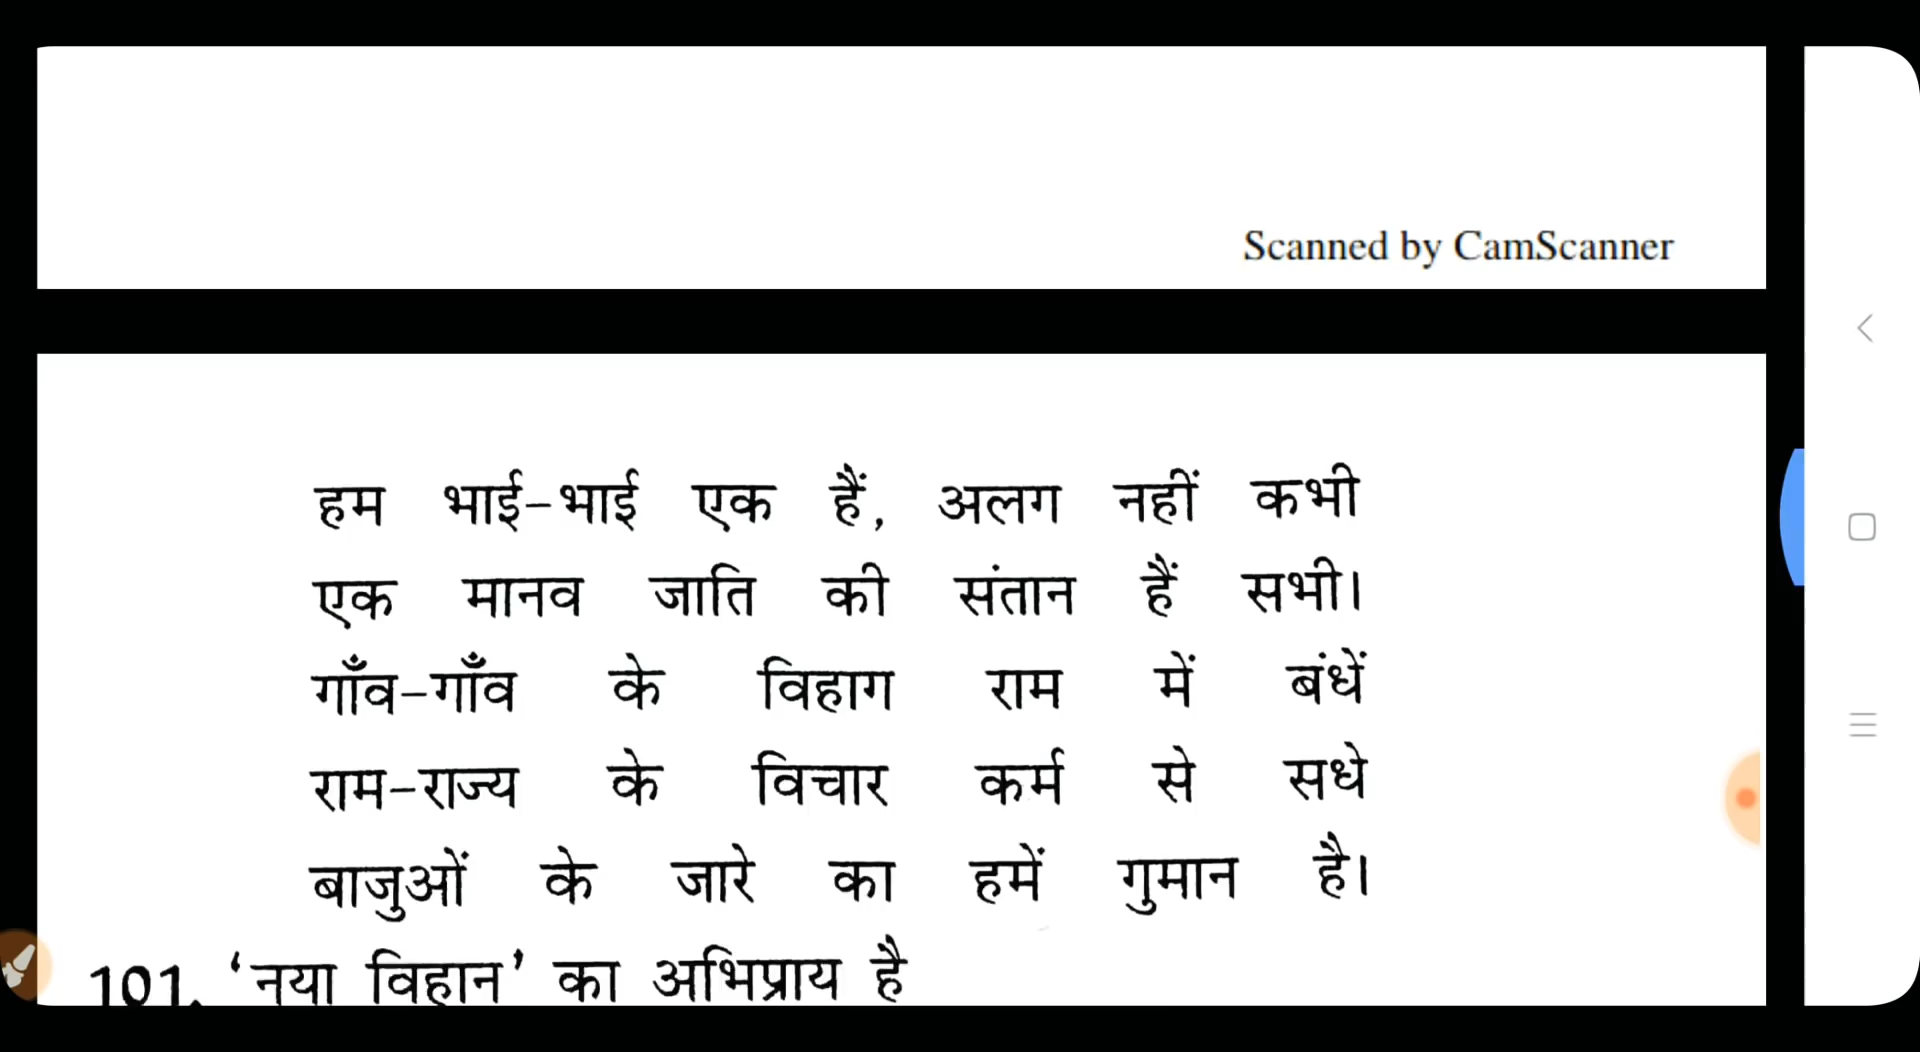 Scanned by CamScanner
हम भाई-भाई एक हैं, अलग नहीं कभी
एक मानव जाति की संतान हैं सभी।
गाँव-गाँव के विहाग राम में बंधें
राम-राज्य के विचार कर्म से सधे
बाजुओं के जारे का हमें गुमान है।
101. ‘नया विहान’ का अभिप्राय है